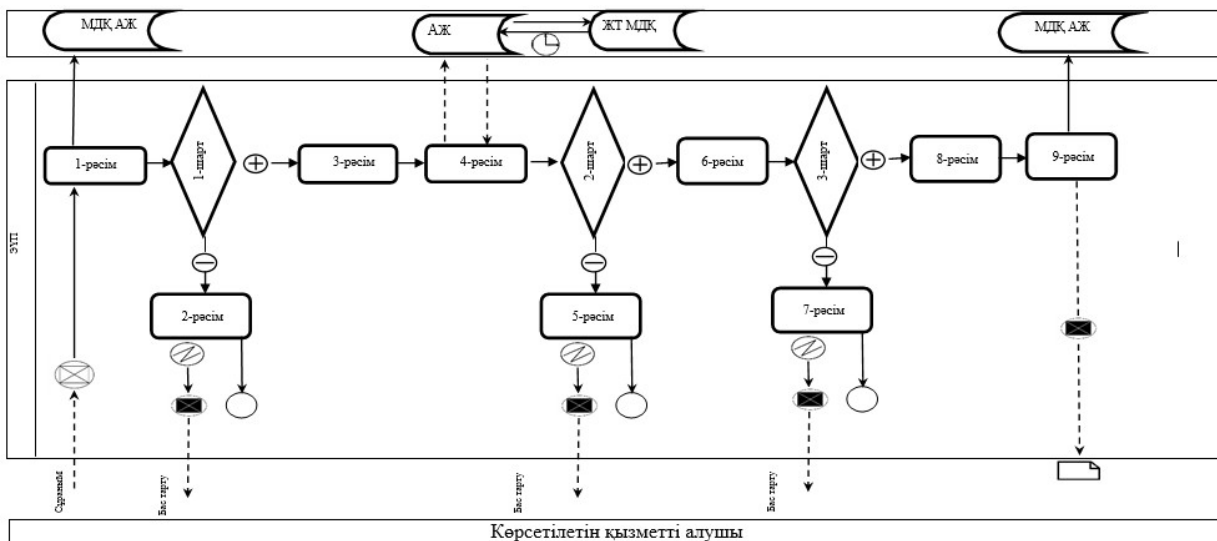 МДҚ АЖ
АЖ
ЖТ МДҚ
МДҚ АЖ
ЭҮП
1-рәсім
1-шарт
3-рәсім
4-рәсім
2-шарт
6-рәсім
3-шарт
8-рәсім
9-рәсім
2-рәсім
5-рәсім
7-рәсім
Сұраным
Бас тарту
Бас тарту
Бас тарту
Көрсетілетін қызметті алушы